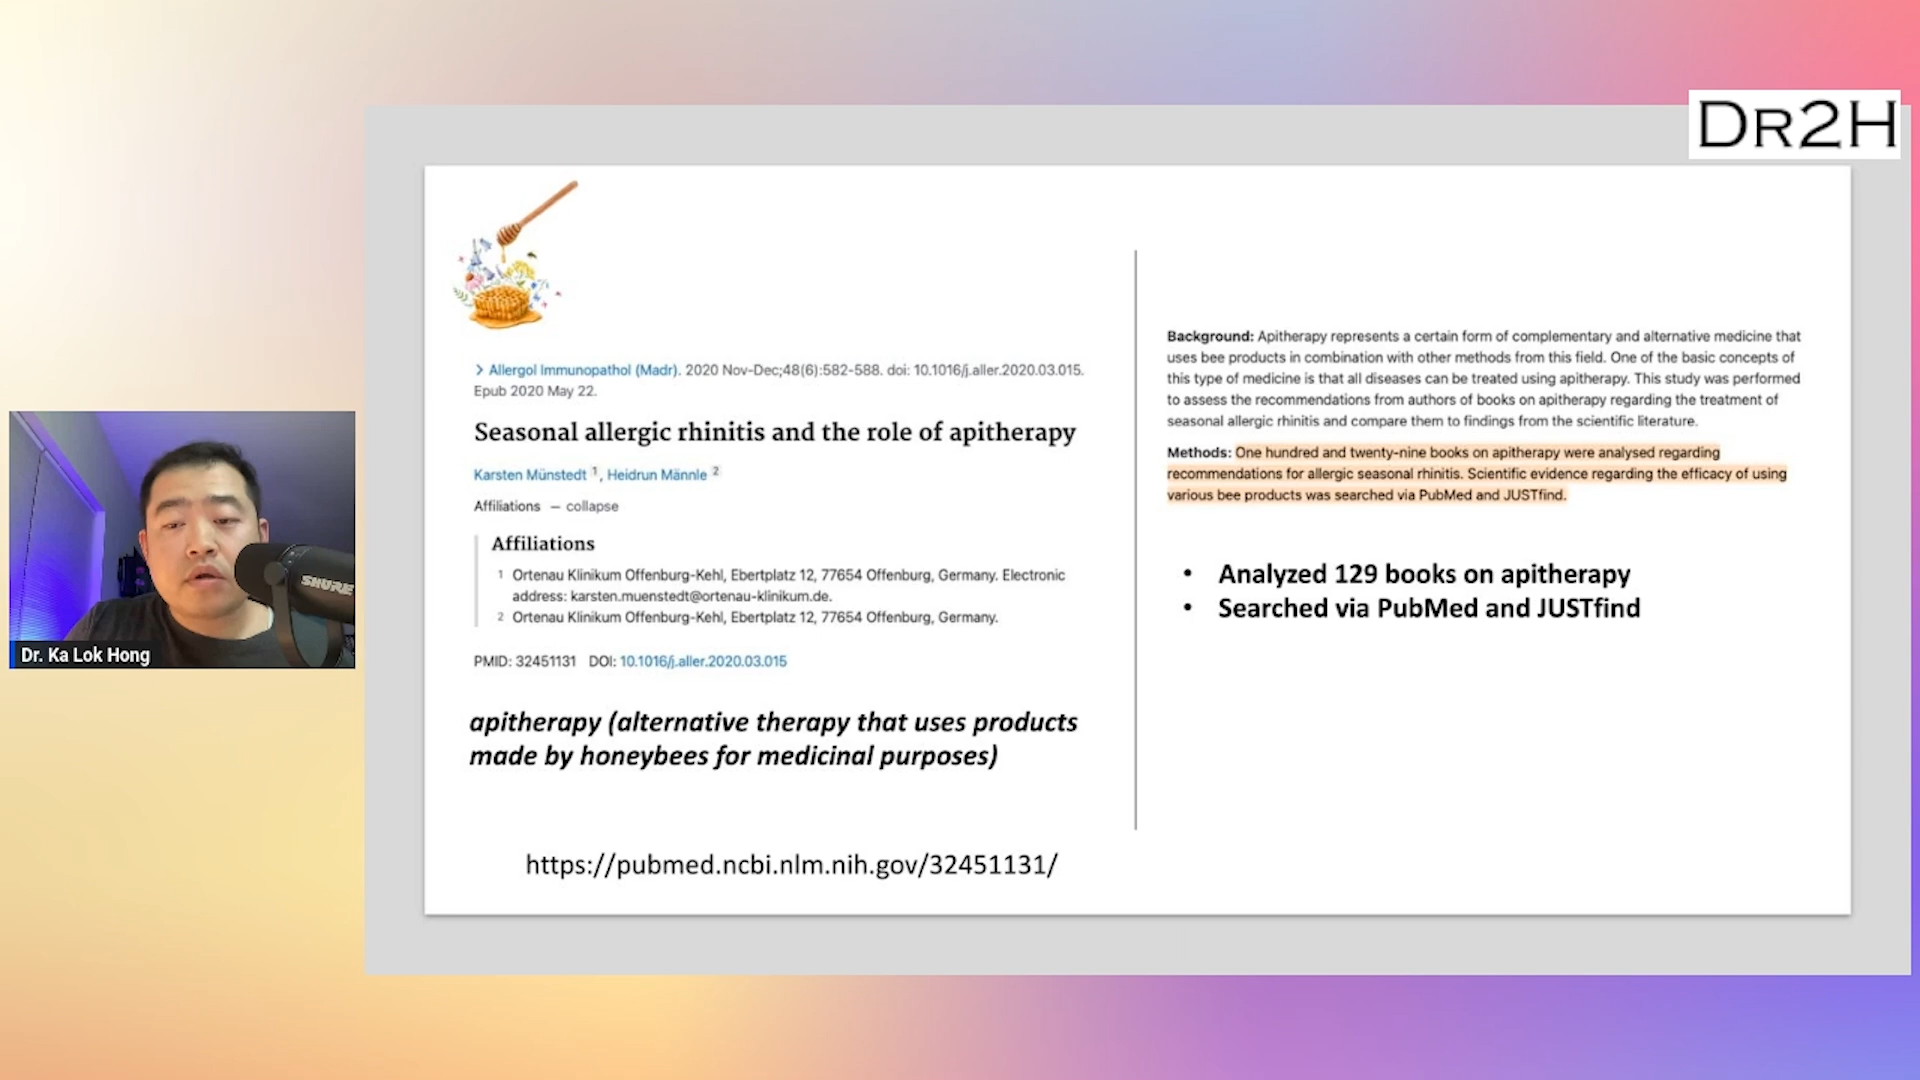 DR2H
> Allergol Immunopathol (Madr). 2020 Nov-Dec;48(6):582-588. doi: 10.1016/j.aller.2020.03.015.
Epub 2020 May 22.
Seasonal allergic rhinitis and the role of apitherapy
Karsten Münstedt 1, Heidrun Männle 2
Affiliations — collapse
Affiliations
1 Ortenau Klinikum Offenburg-Kehl, Ebertplatz 12, 77654 Offenburg, Germany. Electronic
address: karsten.muenstedt@ortenau-klinikum.de.
2 Ortenau Klinikum Offenburg-Kehl, Ebertplatz 12, 77654 Offenburg, Germany.
PMID: 32451131 DOI: 10.1016/j.aller.2020.03.015
apitherapy (alternative therapy that uses products
made by honeybees for medicinal purposes)
https://pubmed.ncbi.nlm.nih.gov/32451131/
Background: Apitherapy represents a certain form of complementary and alternative medicine that
uses bee products in combination with other methods from this field. One of the basic concepts of
this type of medicine is that all diseases can be treated using apitherapy. This study was performed
to assess the recommendations from authors of books on apitherapy regarding the treatment of
seasonal allergic rhinitis and compare them to findings from the scientific literature.
Methods: One hundred and twenty-nine books on apitherapy were analysed regarding
recommendations for allergic seasonal rhinitis. Scientific evidence regarding the efficacy of using
various bee products was searched via PubMed and JUSTfind.
• Analyzed 129 books on apitherapy
• Searched via PubMed and JUSTfind
SHURE
Dr. Ka Lok Hong